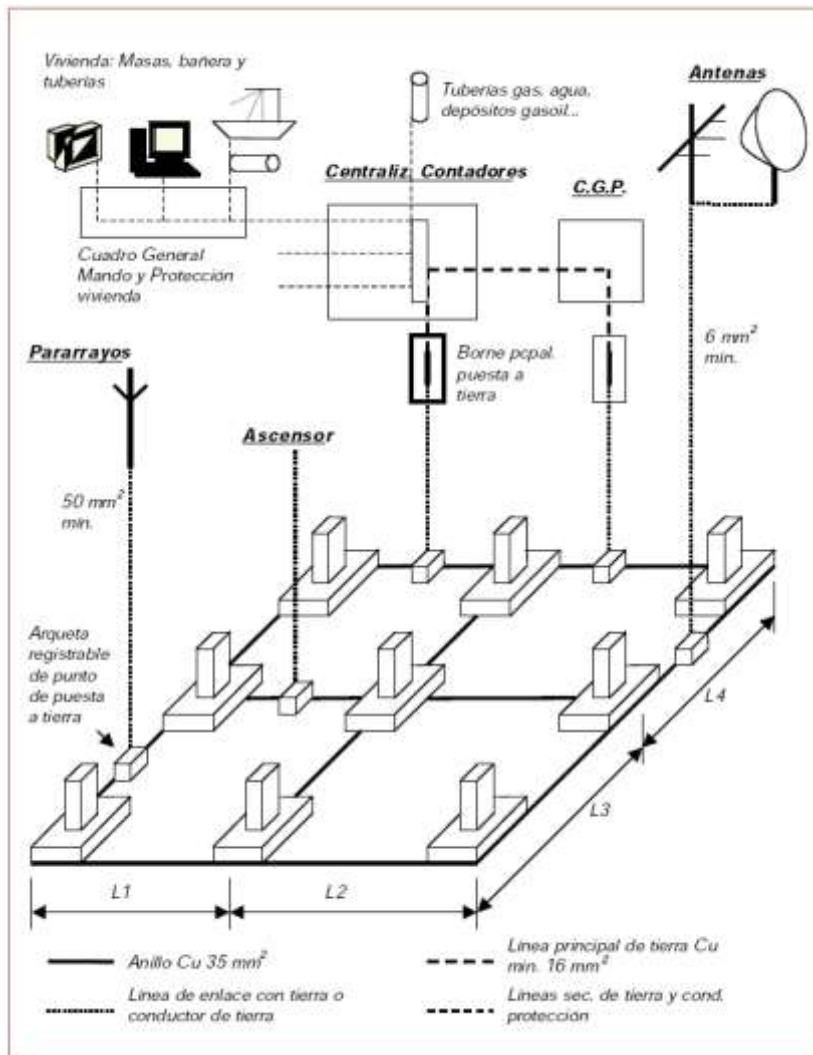 Vivienda: Masas, bañera y
tuberías
Tuberías gas, agua,
depósitos gasoil...
Antenas
Centraliz. Contadores
C.G.P.
Cuadro General
Mando y Protección
vivienda
Pararrayos
Borne pcpal.
puesta a
tierra
6 mm²
min.
Ascensor
50 mm²
min.
Arqueta
registrable
de punto
de puesta
a tierra
L4
L3
L1
L2
Anillo Cu 35 mm²
Línea principal de tierra Cu
min. 16 mm²
Línea de enlace con tierra o
conductor de tierra
Líneas sec. de tierra y cond.
protección